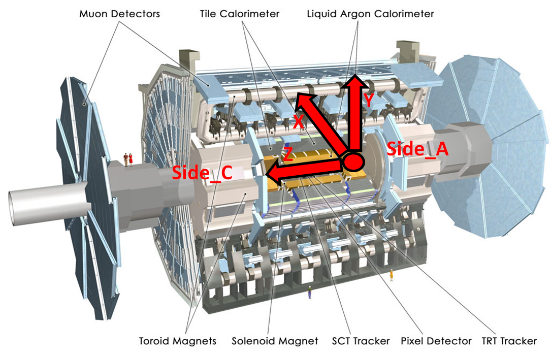 Muon Detectors
Tile Calorimeter
Liquid Argon Calorimeter
Y
X
Z
Side_C
Side_A
Toroid Magnets
Solenoid Magnet
SCT Tracker
Pixel Detector
TRT Tracker